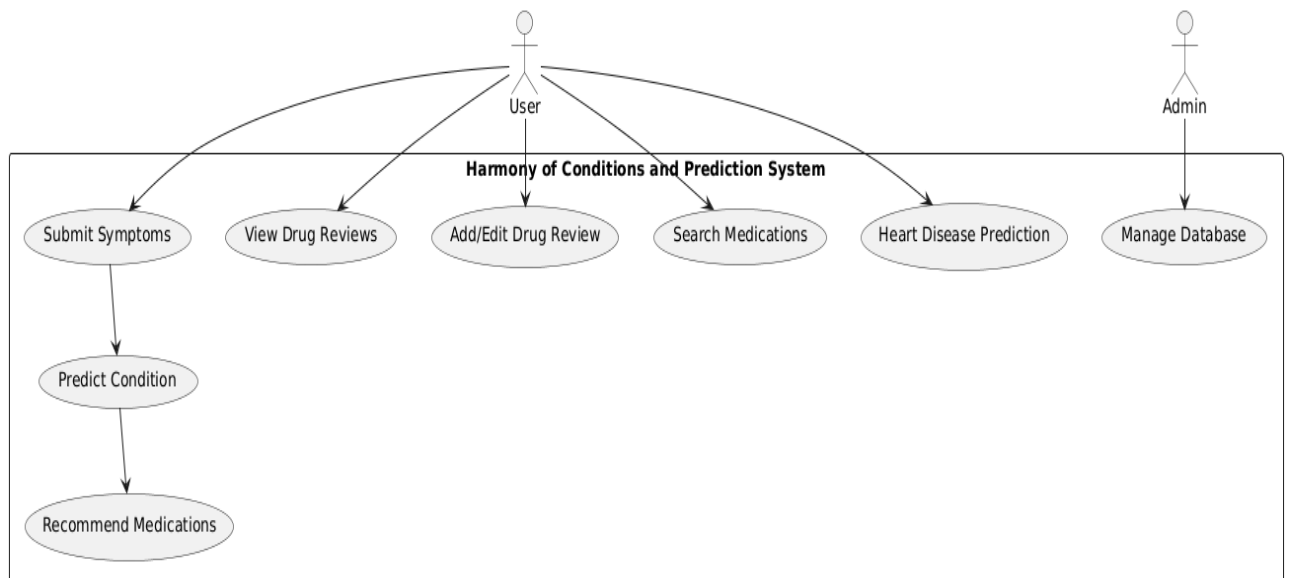 User
Admin
Harmony of Conditions and Prediction System
Submit Symptoms
View Drug Reviews
Add/Edit Drug Review
Search Medications
Heart Disease Prediction
Manage Database
Predict Condition
Recommend Medications